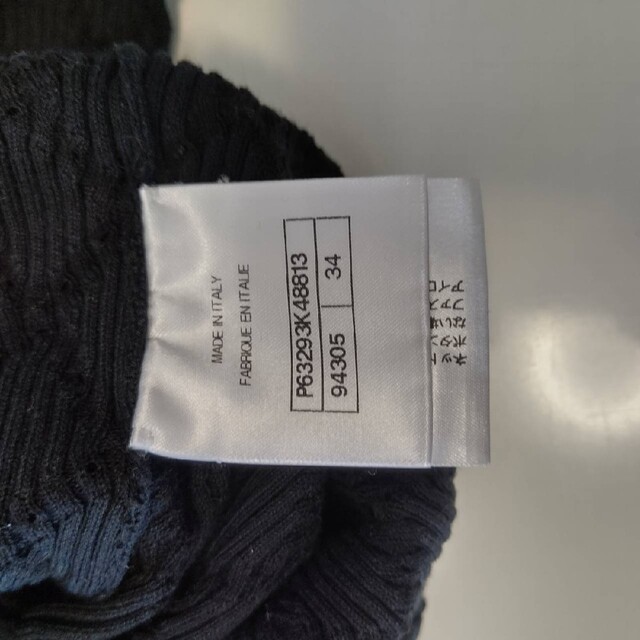 MADE IN ITALY
FABRIQUE EN ITALIE
P63293K48813
94305 34